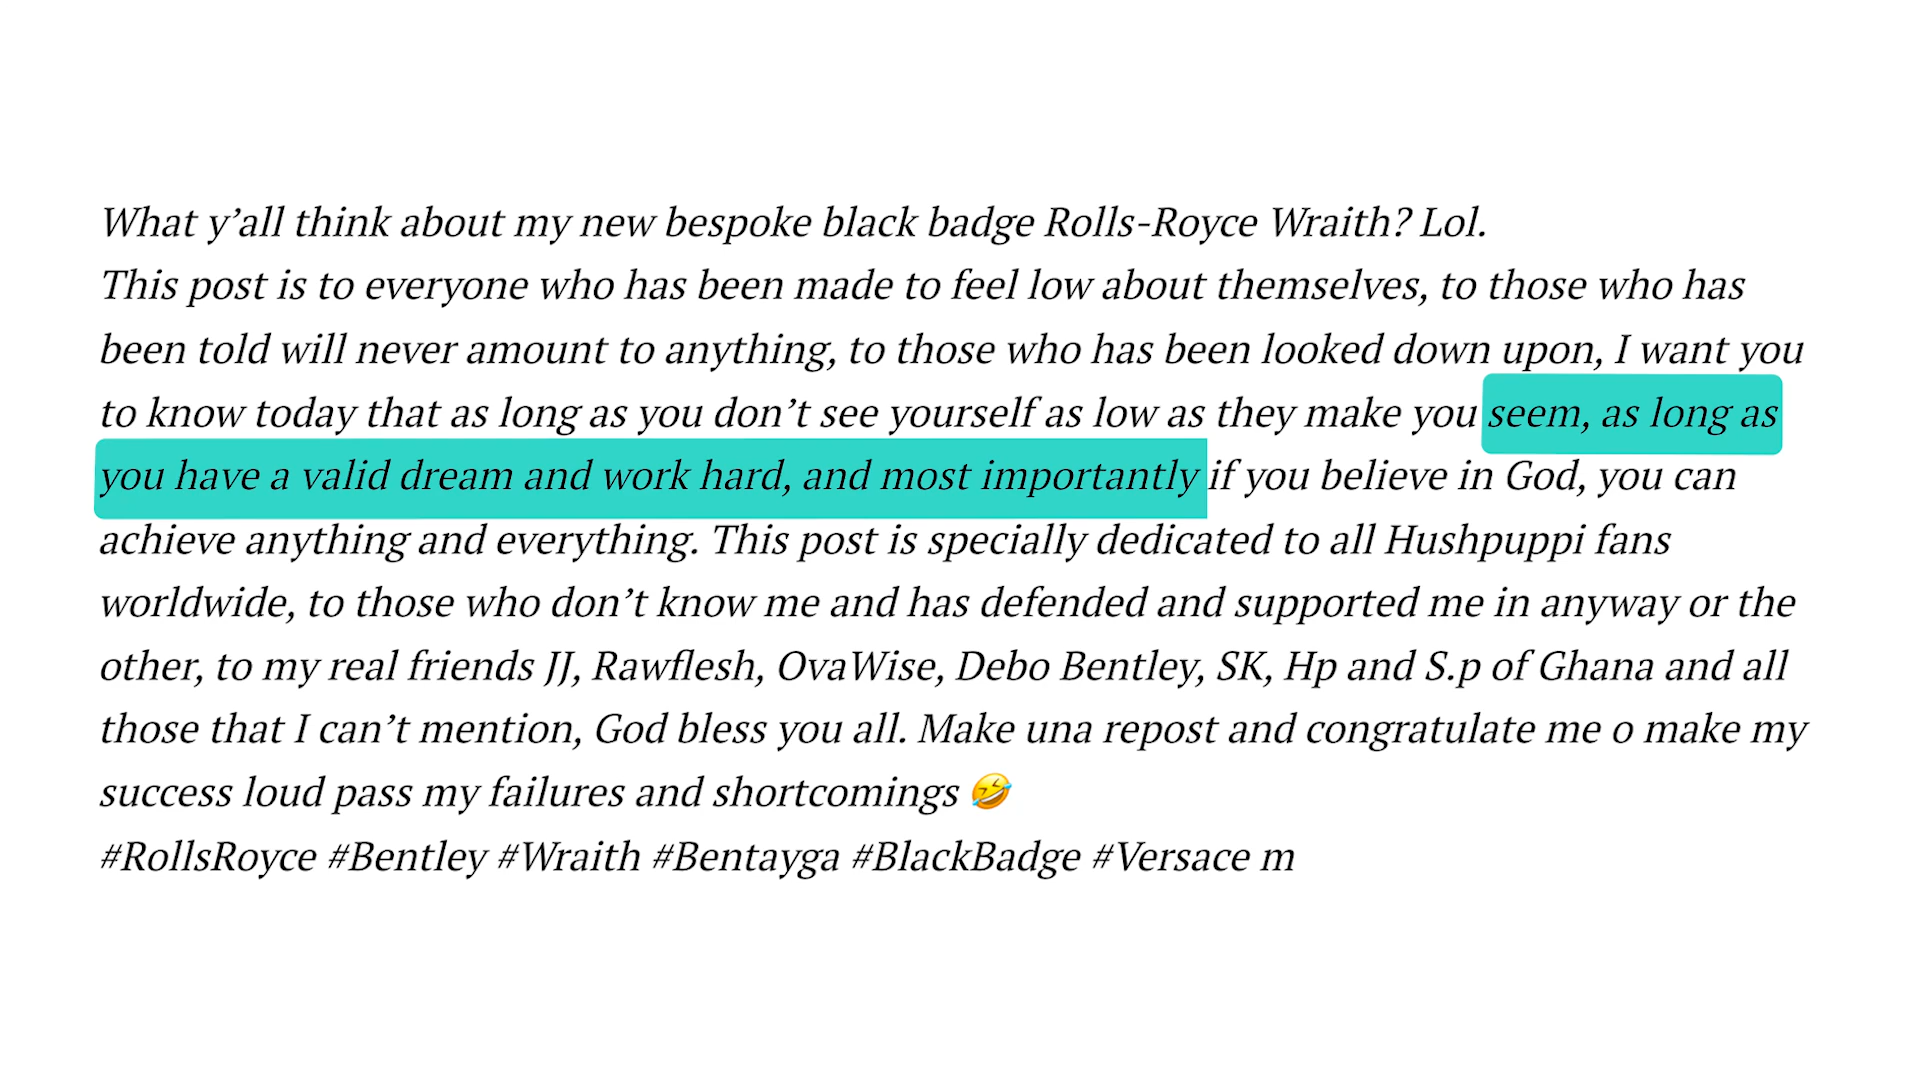 What y’all think about my new bespoke black badge Rolls-Royce Wraith? Lol.
This post is to everyone who has been made to feel low about themselves, to those who has
been told will never amount to anything, to those who has been looked down upon, I want you
to know today that as long as you don’t see yourself as low as they make you seem, as long as
you have a valid dream and work hard, and most importantly if you believe in God, you can
achieve anything and everything. This post is specially dedicated to all Hushpuppi fans
worldwide, to those who don’t know me and has defended and supported me in anyway or the
other, to my real friends JJ, Rawflesh, OvaWise, Debo Bentley, SK, Hp and S.p of Ghana and all
those that I can’t mention, God bless you all. Make una repost and congratulate me o make my
success loud pass my failures and shortcomings 🤣
#RollsRoyce #Bentley #Wraith #Bentayga #BlackBadge #Versace m